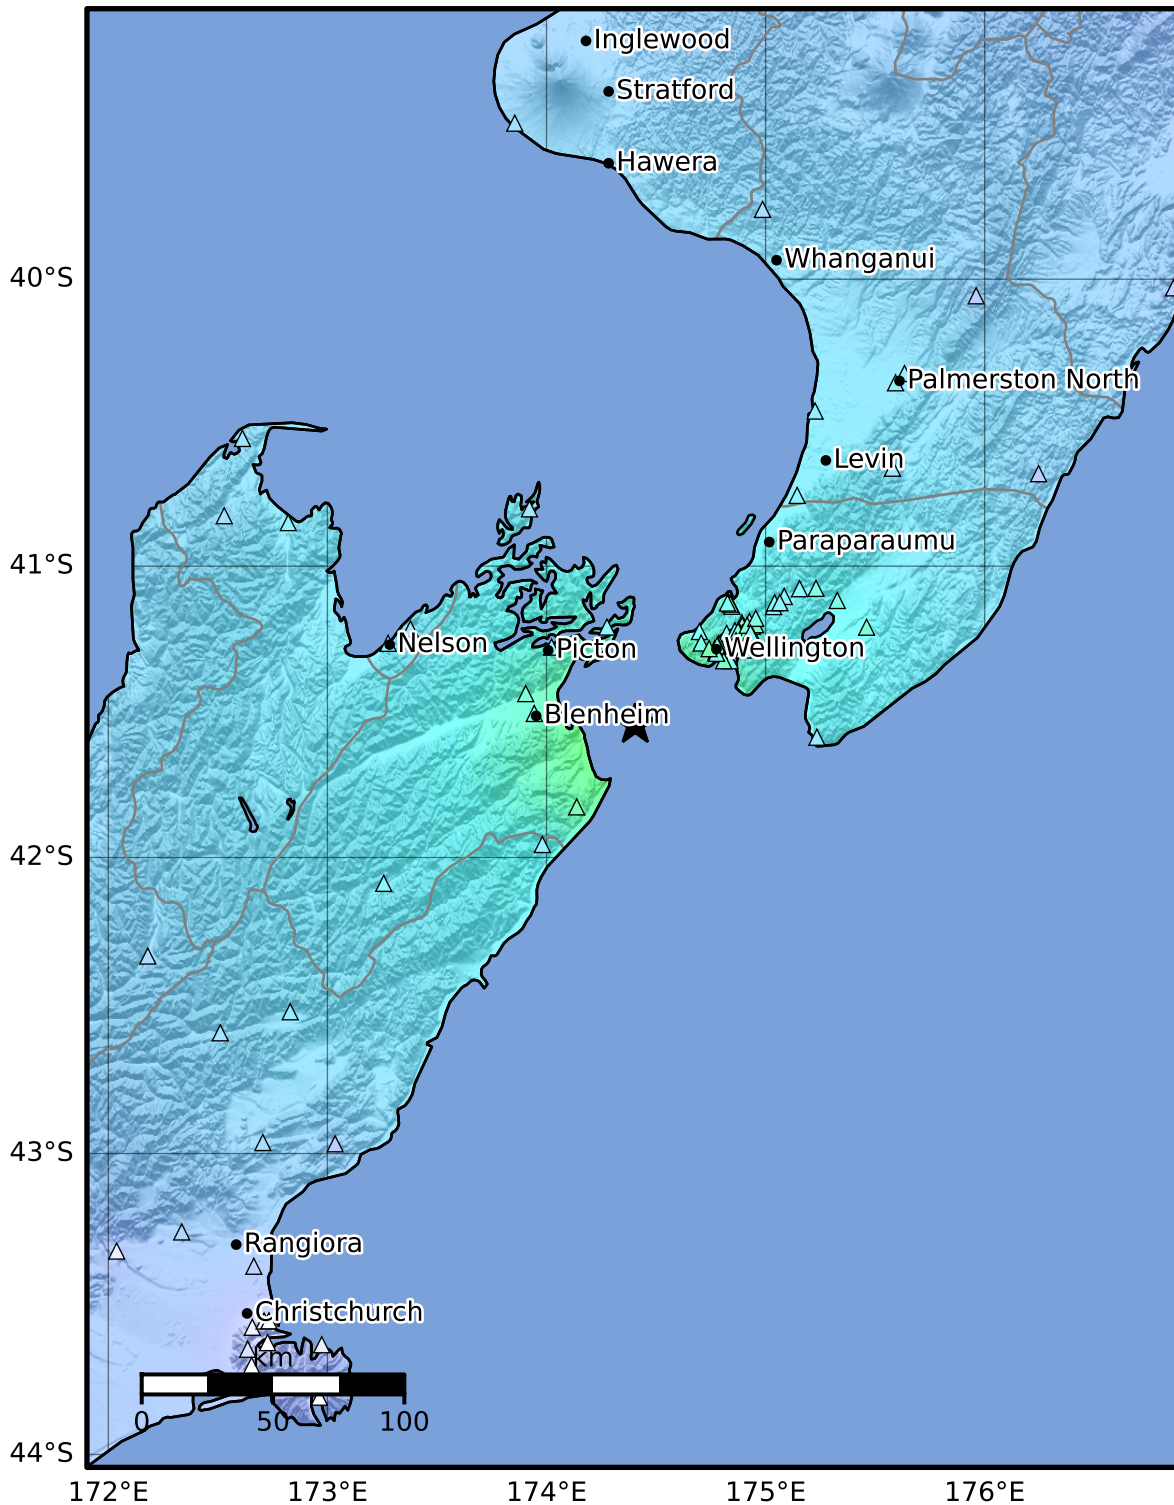 Inglewood
Stratford
Hawera
Whanganui
40°S
Palmerston North
Levin
Paraparaumu
41°S
Nelson
Picton
Wellington
Blenheim
42°S
43°S
Rangiora
Christchurch
km
0
50
100
44°S
172°E
173°E
174°E
175°E
176°E